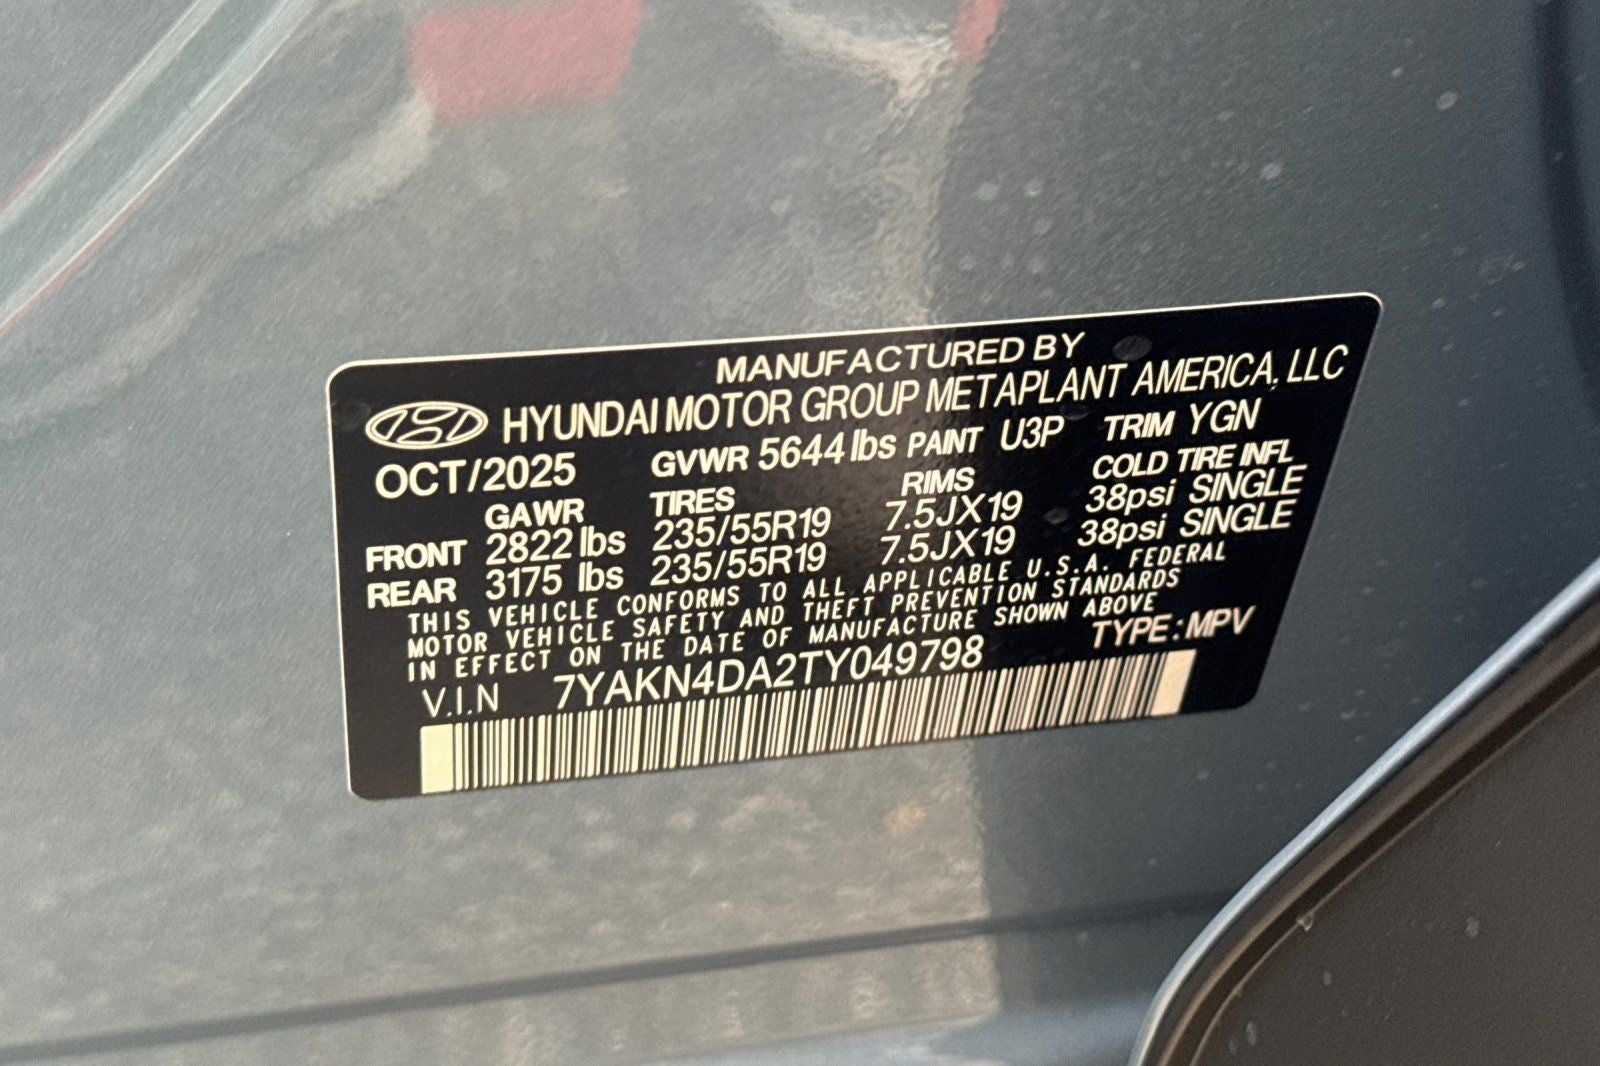 MANUFACTURED BY
HYUNDAI MOTOR GROUP METAPLANT AMERICA, LLC
OCT/2025 GVWR 5644 lbs PAINT U3P TRIM YGN
GAWR TIRES RIMS COLD TIRE INFL
FRONT 2822 lbs 235/55R19 7.5JX19 38psi SINGLE
REAR 3175 lbs 235/55R19 7.5JX19 38psi SINGLE
THIS VEHICLE CONFORMS TO ALL APPLICABLE U.S.A. FEDERAL
MOTOR VEHICLE SAFETY AND THEFT PREVENTION STANDARDS
IN EFFECT ON THE DATE OF MANUFACTURE SHOWN ABOVE
V.I.N 7YAKN4DA2TY049798 TYPE:MPV